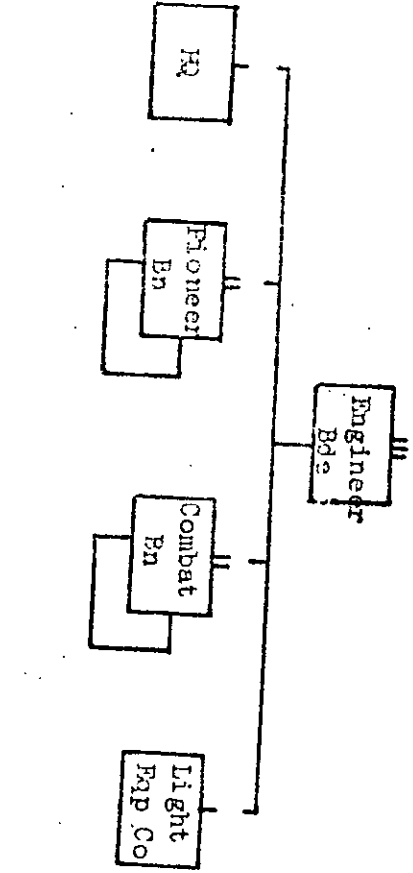 Engineer
Bde
HQ
Pioneer
Bn
Combat
Bn
Light
Eqp Co